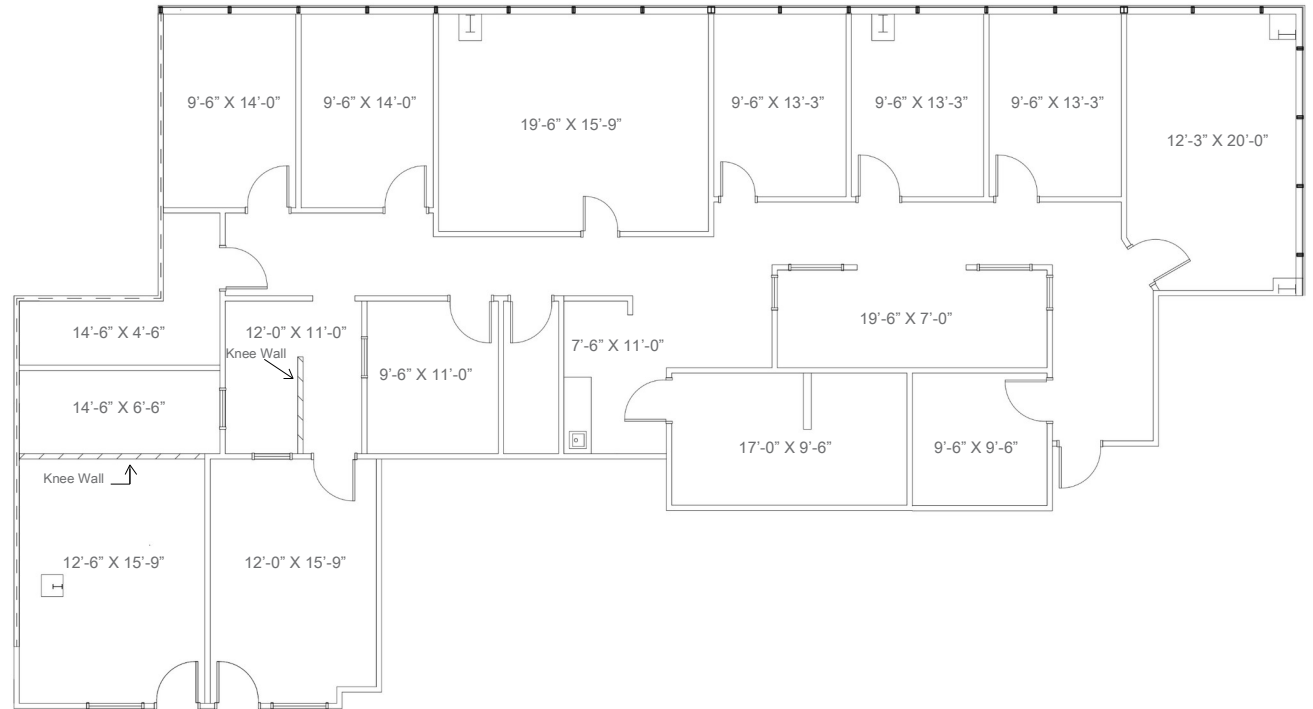 9'-6” X 14'-0”
9'-6” X 14'-0”
19'-6” X 15'-9”
9'-6” X 13'-3”
9'-6” X 13'-3”
9'-6” X 13'-3”
12'-3” X 20'-0”
14'-6” X 4'-6”
12'-0” X 11'-0”
Knee Wall
9'-6” X 11'-0”
7'-6” X 11'-0”
19'-6” X 7'-0”
14'-6” X 6'-6”
17'-0” X 9'-6”
9'-6” X 9'-6”
Knee Wall
12'-6” X 15'-9”
12'-0” X 15'-9”